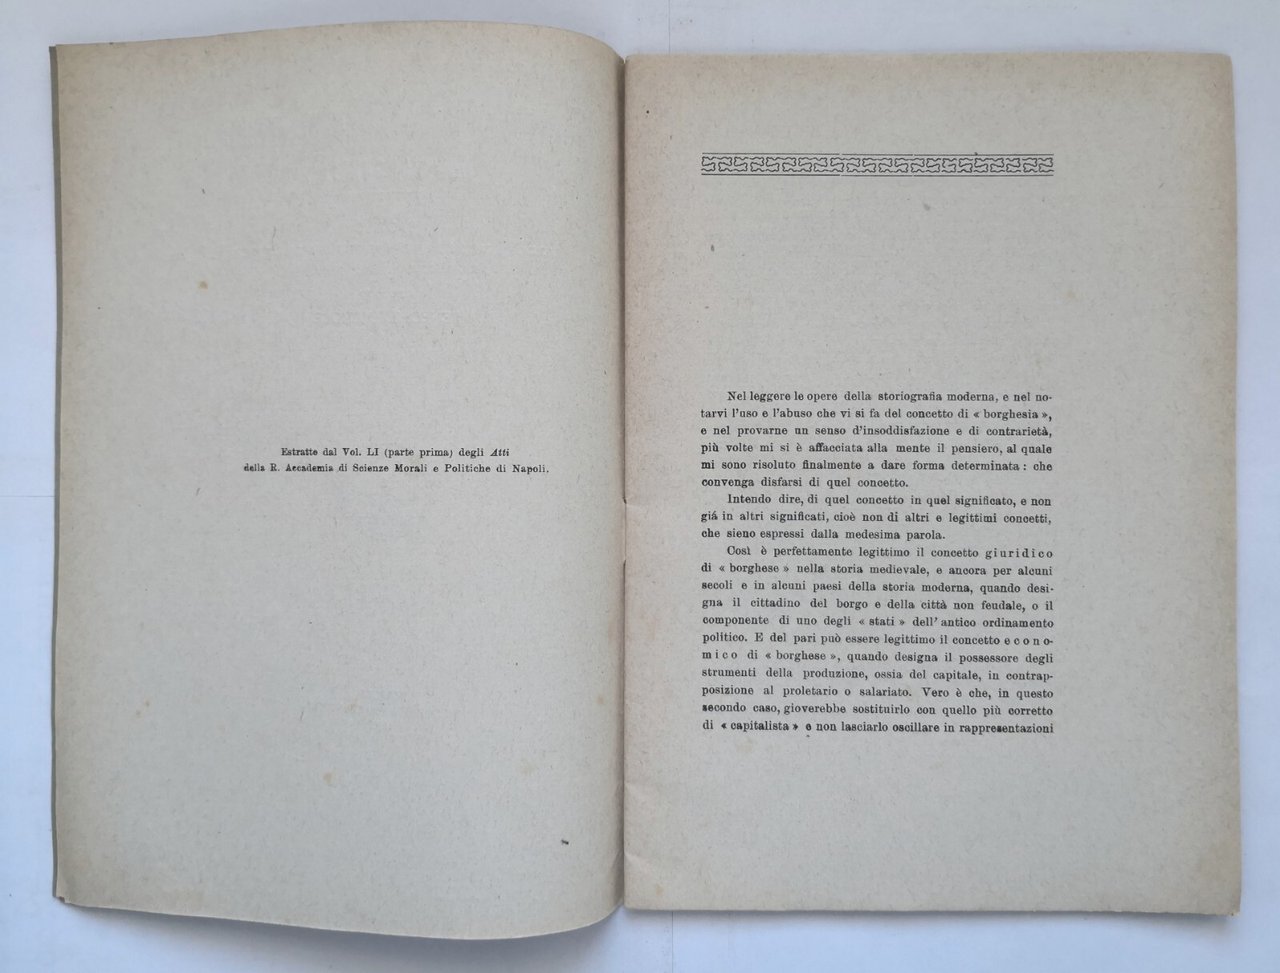 Estratte dal Vol. LI (parte prima) degli Atti
della R. Accademia di Scienze Morali e Politiche di Napoli.
Nel leggere le opere della storiografia moderna, e nel no-
tarvi l'uso e l'abuso che vi si fa del concetto di « borghesia »,
e nel provarne un senso d'insoddisfazione e di contrarietà,
più volte mi si è affacciata alla mente il pensiero, al quale
mi sono risoluto finalmente a dare forma determinata : che
convenga disfarsi di quel concetto.
Intendo dire, di quel concetto in quel significato, e non
giá in altri significati, cioè non di altri e legittimi concetti,
che sieno espressi dalla medesima parola.
Così è perfettamente legittimo il concetto giuridico
di « borghese » nella storia medievale, e ancora per alcuni
secoli e in alcuni paesi della storia moderna, quando desi-
gna il cittadino del borgo e della città non feudale, o il
componente di uno degli « stati » dell' antico ordinamento
politico. E del pari può essere legittimo il concetto econo-
mico di « borghese », quando designa il possessore degli
strumenti della produzione, ossia del capitale, in contrap-
posizione al proletario o salariato. Vero è che, in questo
secondo caso, gioverebbe sostituirlo con quello più corretto
di « capitalista » e non lasciarlo oscillare in rappresentazioni